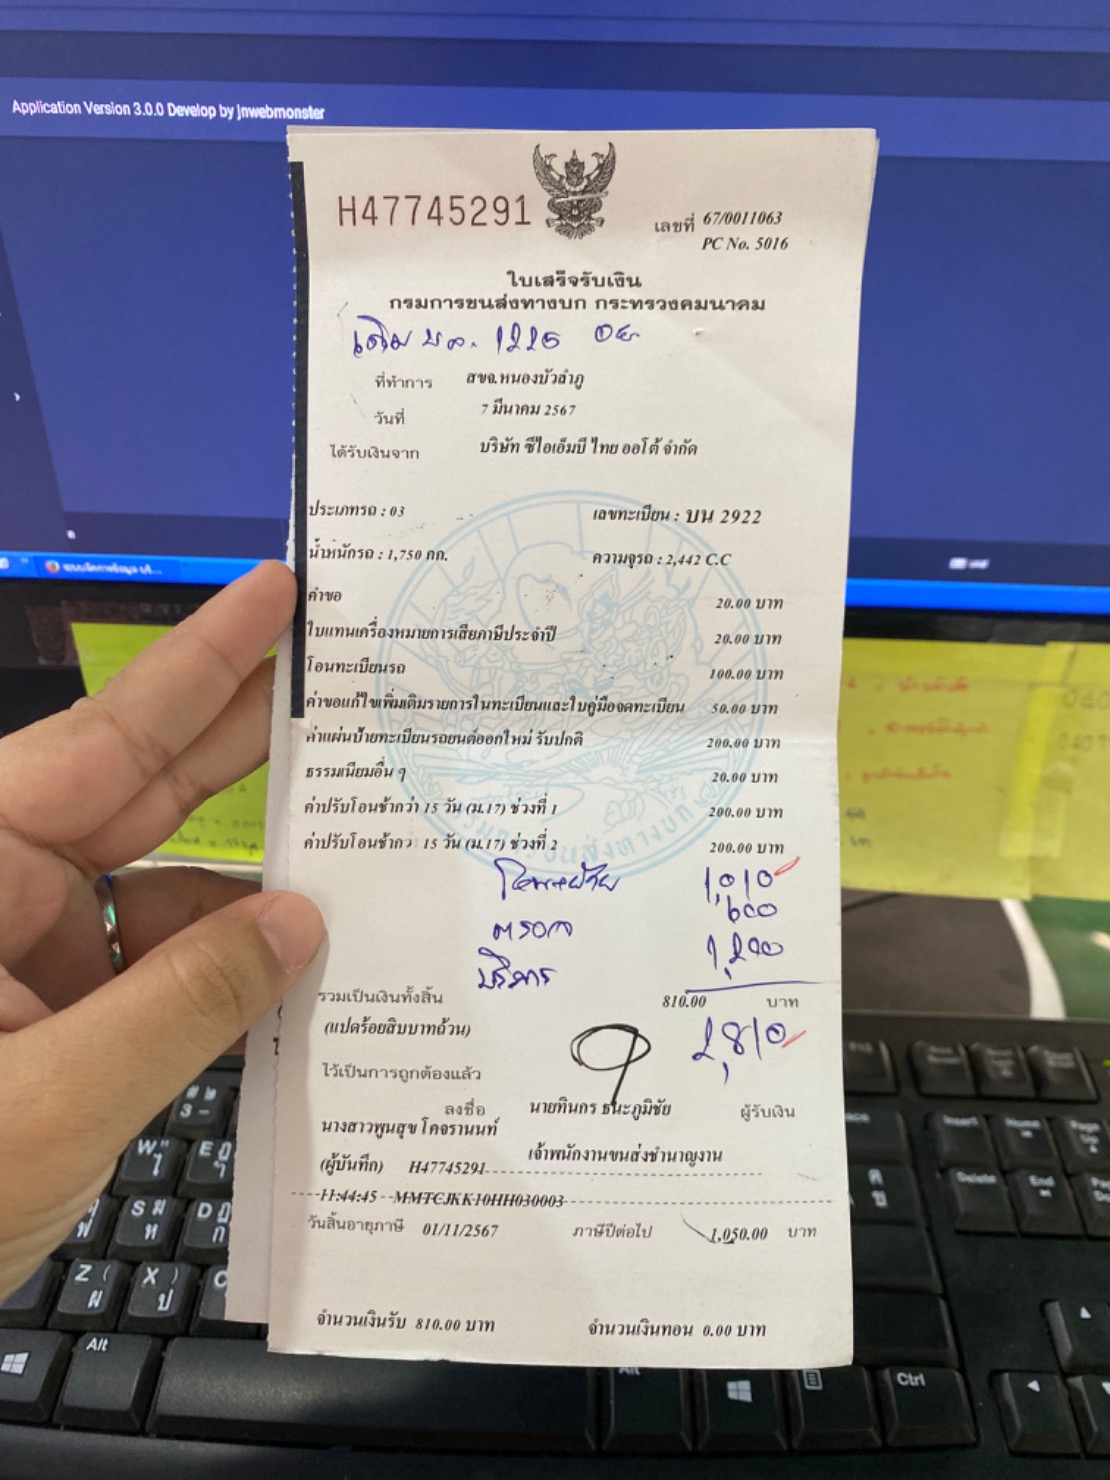 Application Version 3.0.0 Develop by jnwebmonster
H47745291
เลขที่ 67/0011063
PC No. 5016
ใบเสร็จรับเงิน
กรมการขนส่งทางบก กระทรวงคมนาคม
เดิม 1226
ที่ทำการ สขจ.หนองบัวลำภู
วันที่ 7 มีนาคม 2567
ได้รับเงินจาก บริษัท ซีไอเอ็มบี ไทย ออโต้ จำกัด
ประเภทรถ : 03 เลขทะเบียน : บน 2922
น้ำหนักรถ : 1,750 กก. ความจุรถ : 2,442 C.C
คำขอ 20.00 บาท
ใบแทนเครื่องหมายการเสียภาษีประจำปี 20.00 บาท
โอนทะเบียนรถ 100.00 บาท
ค่าขอแก้ไขเพิ่มเติมรายการในทะเบียนและใบคู่มือจดทะเบียน 50.00 บาท
ค่าแผ่นป้ายทะเบียนรถยนต์ออกใหม่ รับปกติ 200.00 บาท
ธรรมเนียมอื่น ๆ 20.00 บาท
ค่าปรับโอนช้ากว่า 15 วัน (ม.17) ช่วงที่ 1 200.00 บาท
ค่าปรับโอนช้ากว 15 วัน (ม.17) ช่วงที่ 2 200.00 บาท
1,010
ตรอ 600
บริการ 1,200
รวมเป็นเงินทั้งสิ้น 810.00 บาท
(แปดร้อยสิบบาทถ้วน) 2,810
ไว้เป็นการถูกต้องแล้ว
ลงชื่อ นายทินกร ธนะภูมิชัย ผู้รับเงิน
นางสาวพูนสุข โคจรานนท์
เจ้าพนักงานขนส่งชำนาญงาน
(ผู้บันทึก) H47745291
11:44:45 MMTCJKK10HH030003
วันสิ้นอายุภาษี 01/11/2567 ภาษีปีต่อไป 1,050.00 บาท
จำนวนเงินรับ 810.00 บาท จำนวนเงินทอน 0.00 บาท